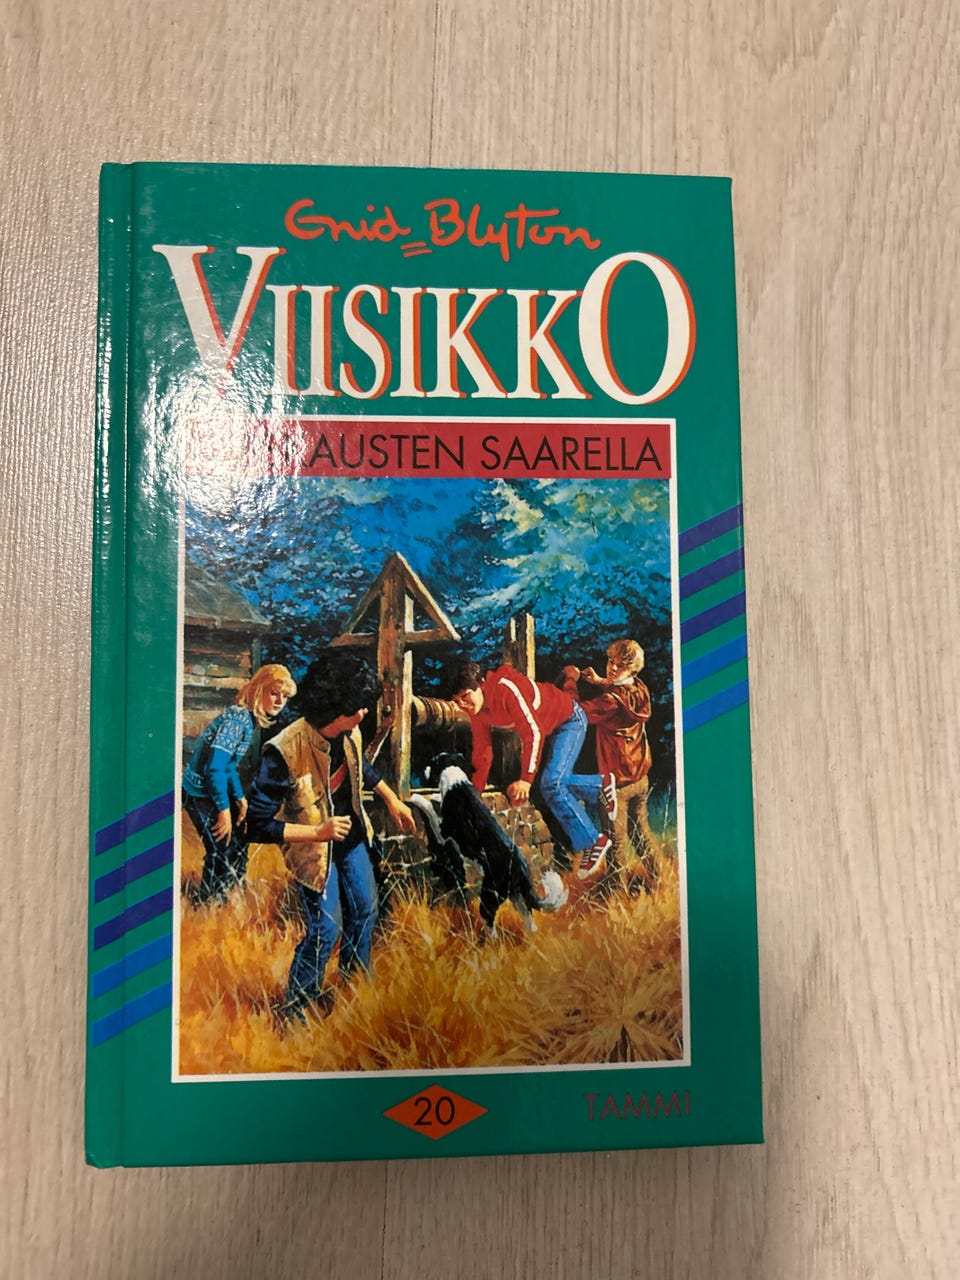 Enid Blyton
VIISIKKO
AUSTEN SAARELLA
20
TAMMI